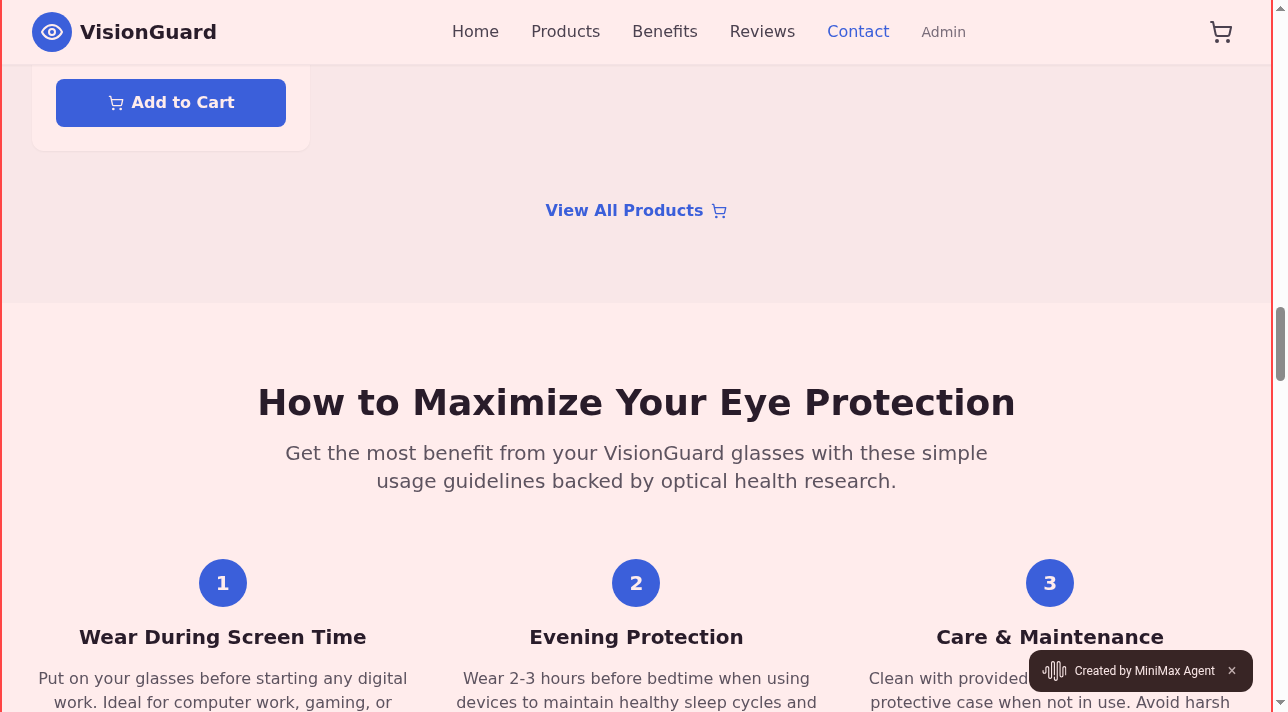 VisionGuard
Home
Products
Benefits
Reviews
Contact
Admin
Add to Cart
View All Products
How to Maximize Your Eye Protection
Get the most benefit from your VisionGuard glasses with these simple
usage guidelines backed by optical health research.
1
Wear During Screen Time
Put on your glasses before starting any digital
work. Ideal for computer work, gaming, or
2
Evening Protection
Wear 2-3 hours before bedtime when using
devices to maintain healthy sleep cycles and
3
Care & Maintenance
Clean with provided
protective case when not in use. Avoid harsh
Created by MiniMax Agent